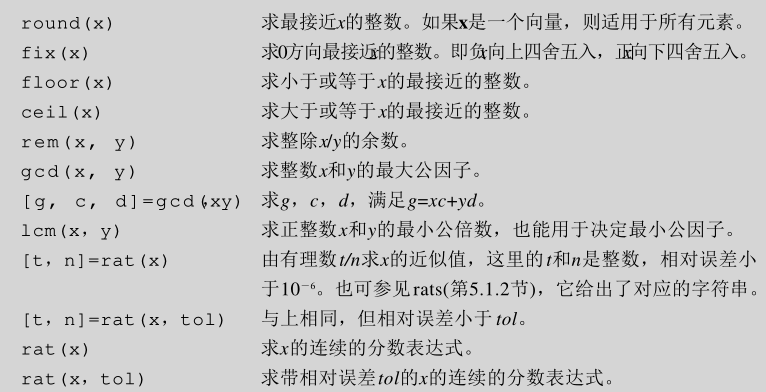 round(x) 求最接近x的整数。如果x是一个向量，则适用于所有元素。
fix(x) 求0方向最接近x的整数。即负x向上四舍五入，正x向下四舍五入。
floor(x) 求小于或等于x的最接近的整数。
ceil(x) 求大于或等于x的最接近的整数。
rem(x, y) 求整除x/y的余数。
gcd(x, y) 求整数x和y的最大公因子。
[g, c, d]=gcd(x,y) 求g，c，d，满足g=xc+yd。
lcm(x，y) 求正整数x和y的最小公倍数，也能用于决定最小公因子。
[t，n]=rat(x) 由有理数t/n求x的近似值，这里的t和n是整数，相对误差小
于10⁻⁶。也可参见rats(第5.1.2节)，它给出了对应的字符串。
[t，n]=rat(x，tol) 与上相同，但相对误差小于tol。
rat(x) 求x的连续的分数表达式。
rat(x，tol) 求带相对误差tol的x的连续的分数表达式。